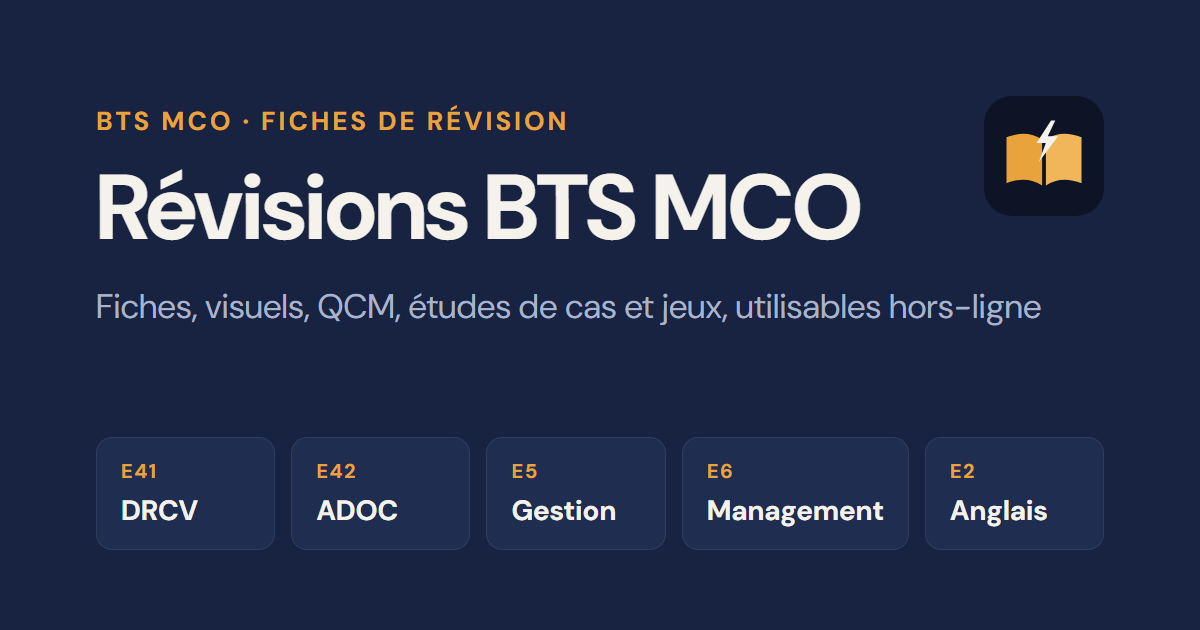 BTS MCO · FICHES DE RÉVISION
Révisions BTS MCO
Fiches, visuels, QCM, études de cas et jeux, utilisables hors-ligne
E41
DRCV
E42
ADOC
E5
Gestion
E6
Management
E2
Anglais